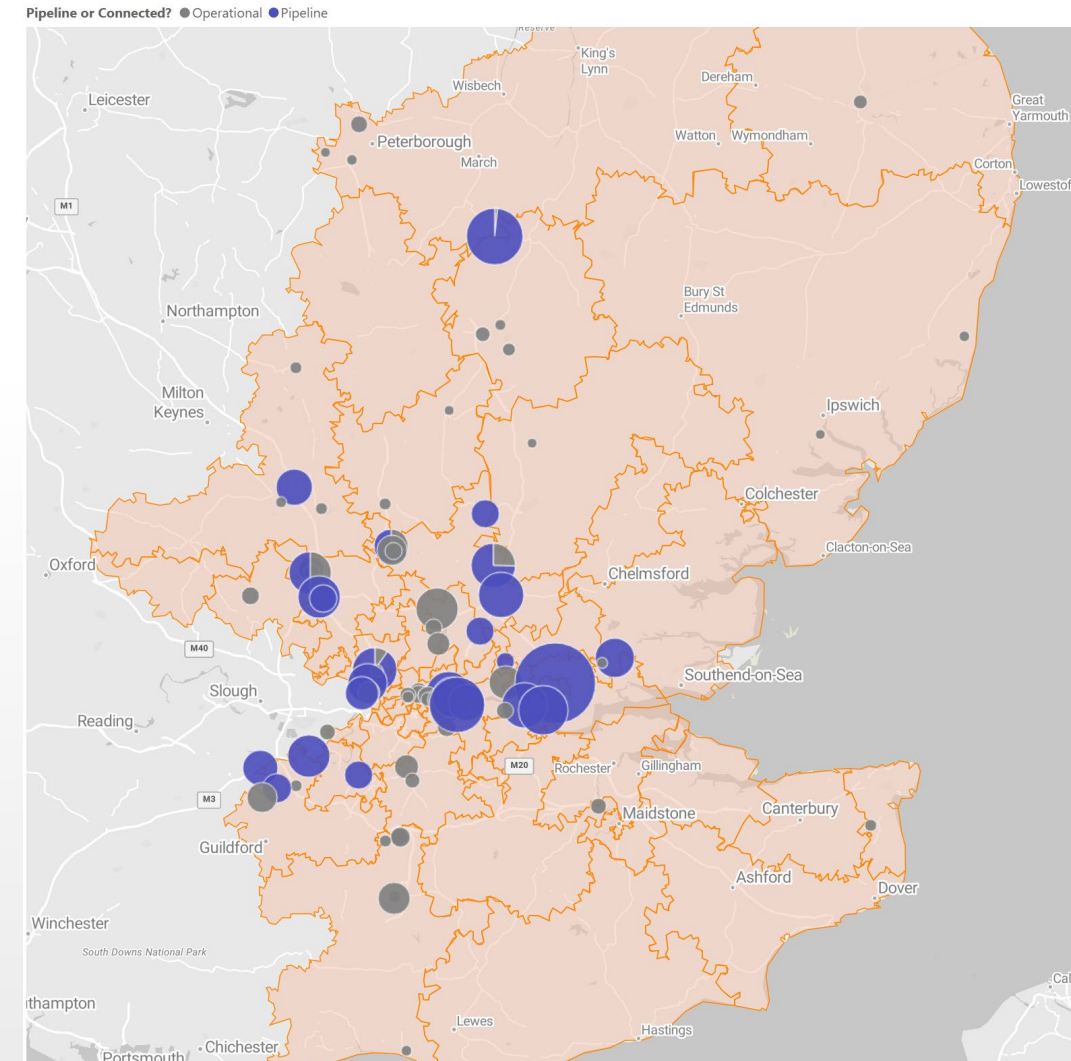 Pipeline or Connected? Operational Pipeline
Reserve
King's
Lynn
Wisbech
Dereham
Leicester
Great
Yarmouth
Peterborough
Watton
Wymondham
March
Corton
Lowestof
M1
Bury St
Edmunds
Northampton
Milton
Keynes
Ipswich
Colchester
Clacton-on-Sea
Oxford
Chelmsford
M40
Southend-on-Sea
Slough
Reading
M20
Rochester
Gillingham
M3
Maidstone
Canterbury
Guildford
Ashford
Dover
Winchester
South Downs National Park
Cal
thampton
Lewes
Hastings
Portsmouth
Chichester